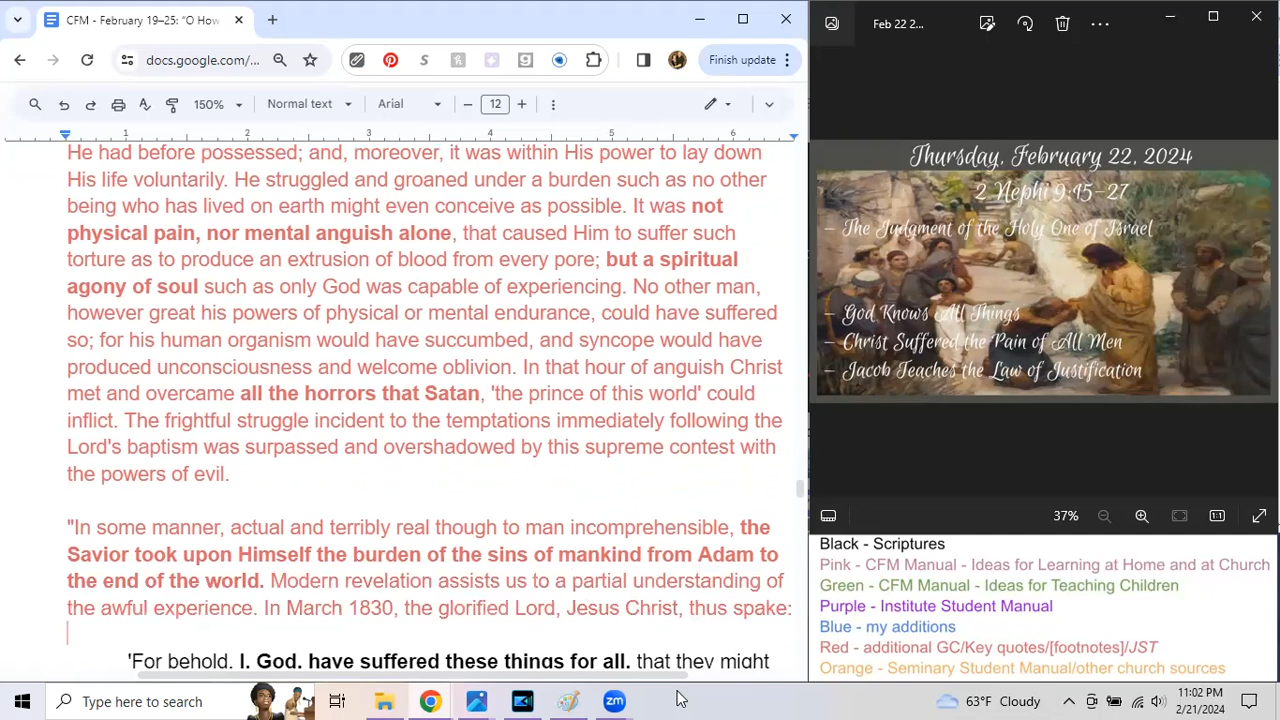 CFM - February 19–25: “O How
docs.google.com/...
Finish update
150%
Normal text
Arial
12
1 2 3 4 5 6
He had before possessed; and, moreover, it was within His power to lay down
His life voluntarily. He struggled and groaned under a burden such as no other
being who has lived on earth might even conceive as possible. It was not
physical pain, nor mental anguish alone, that caused Him to suffer such
torture as to produce an extrusion of blood from every pore; but a spiritual
agony of soul such as only God was capable of experiencing. No other man,
however great his powers of physical or mental endurance, could have suffered
so; for his human organism would have succumbed, and syncope would have
produced unconsciousness and welcome oblivion. In that hour of anguish Christ
met and overcame all the horrors that Satan, 'the prince of this world' could
inflict. The frightful struggle incident to the temptations immediately following the
Lord's baptism was surpassed and overshadowed by this supreme contest with
the powers of evil.
"In some manner, actual and terribly real though to man incomprehensible, the
Savior took upon Himself the burden of the sins of mankind from Adam to
the end of the world. Modern revelation assists us to a partial understanding of
the awful experience. In March 1830, the glorified Lord, Jesus Christ, thus spake:
'For behold, I, God, have suffered these things for all, that they might
Feb 22 2...
Thursday, February 22, 2024
2 Nephi 9:15-27
– The Judgment of the Holy One of Israel
– God Knows All Things
– Christ Suffered the Pain of All Men
– Jacob Teaches the Law of Justification
37%
Black - Scriptures
Pink - CFM Manual - Ideas for Learning at Home and at Church
Green - CFM Manual - Ideas for Teaching Children
Purple - Institute Student Manual
Blue - my additions
Red - additional GC/Key quotes/[footnotes]/JST
Orange - Seminary Student Manual/other church sources
Type here to search
zm
63°F Cloudy
11:02 PM
2/21/2024